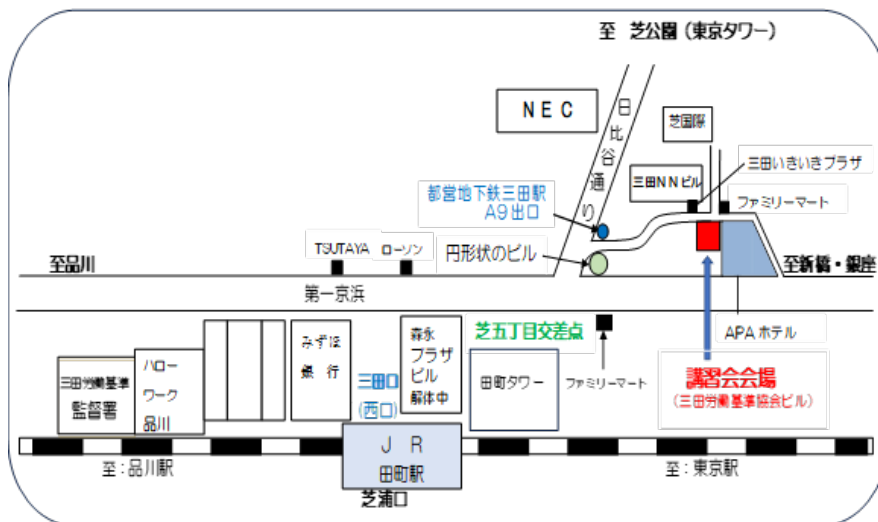 至 芝公園（東京タワー）
NEC
日比谷通り
芝国際
三田いきいきプラザ
三田NNビル
ファミリーマート
都営地下鉄三田駅
A9出口
TSUTAYA
ローソン
円形状のビル
至品川
至新橋・銀座
第一京浜
APAホテル
芝五丁目交差点
みずほ
銀行
森永
プラザ
ビル
解体中
三田口
(西口)
田町タワー
ファミリーマート
講習会会場
（三田労働基準協会ビル）
三田労働基準
監督署
ハロー
ワーク
品川
JR
田町駅
至：品川駅
至：東京駅
芝浦口